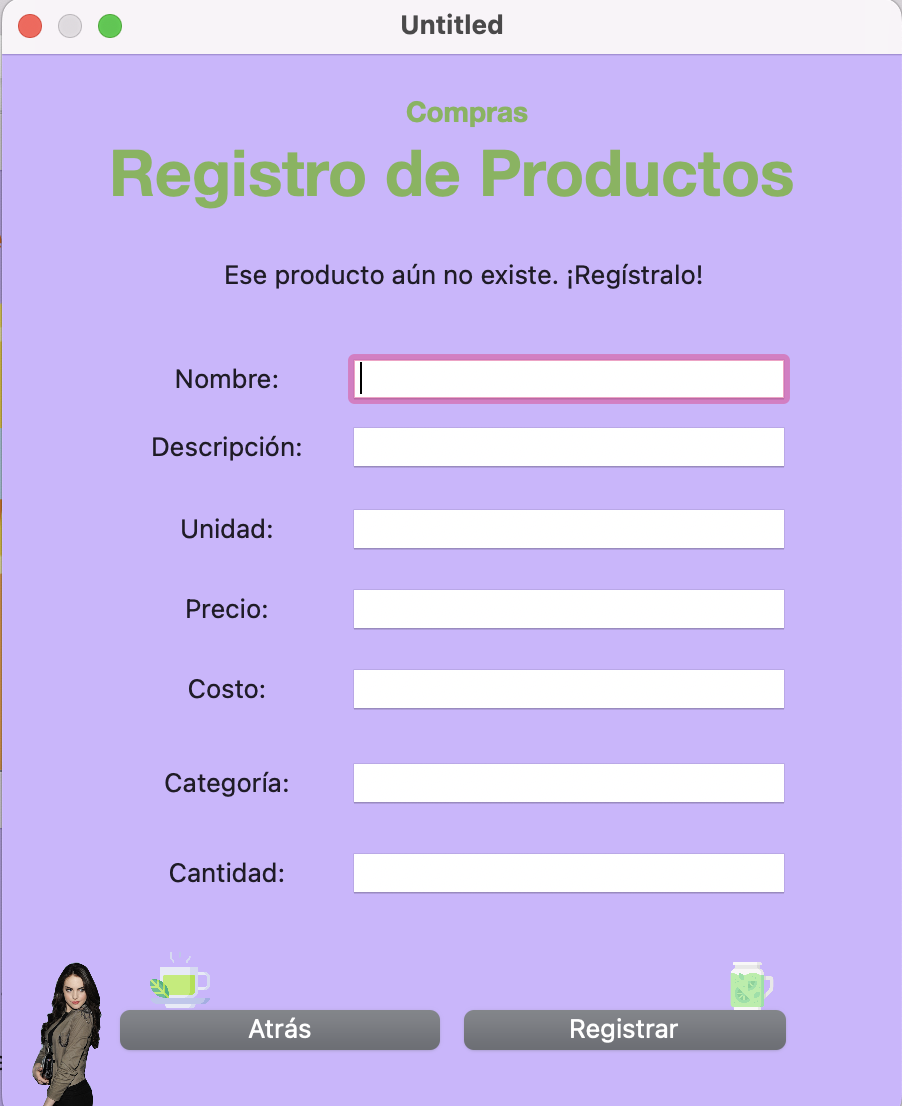 Untitled
Compras
Registro de Productos
Ese producto aún no existe. ¡Regístralo!
Nombre:
Descripción:
Unidad:
Precio:
Costo:
Categoría:
Cantidad:
Atrás
Registrar